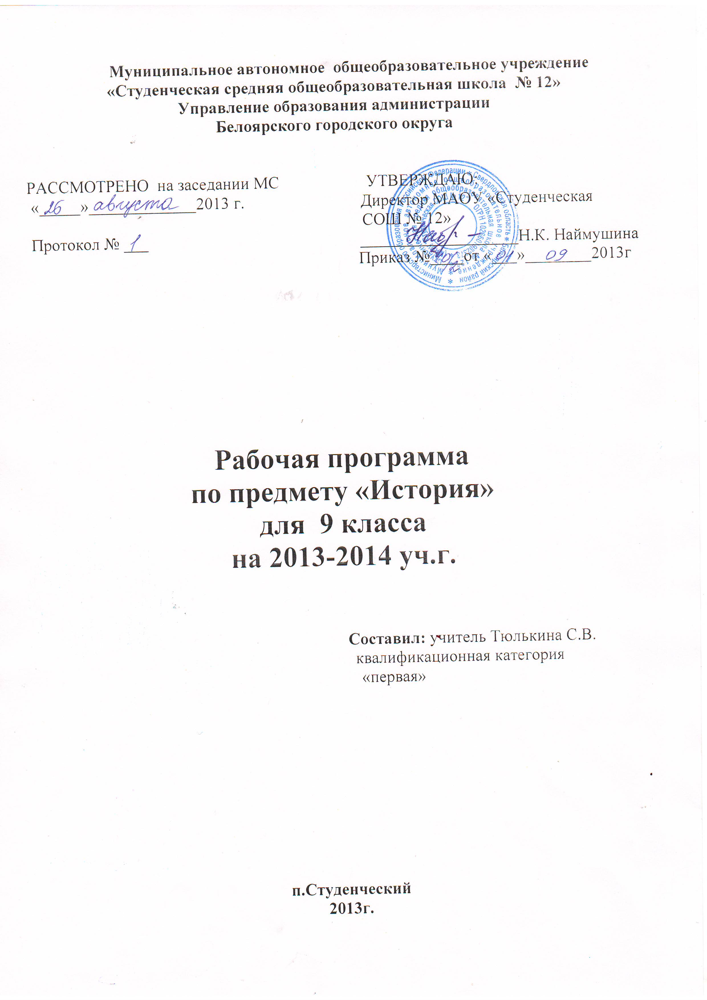 Муниципальное автономное общеобразовательное учреждение
«Студенческая средняя общеобразовательная школа № 12»
Управление образования администрации
Белоярского городского округа
РАССМОТРЕНО на заседании МС
«26» августа 2013 г.
Протокол № 1
УТВЕРЖДАЮ:
Директор МАОУ «Студенческая
СОШ № 12»
Н.К. Наймушина
Приказ № от «01» 09 2013г
Рабочая программа
по предмету «История»
для 9 класса
на 2013-2014 уч.г.
Составил: учитель Тюлькина С.В.
квалификационная категория
«первая»
п.Студенческий
2013г.